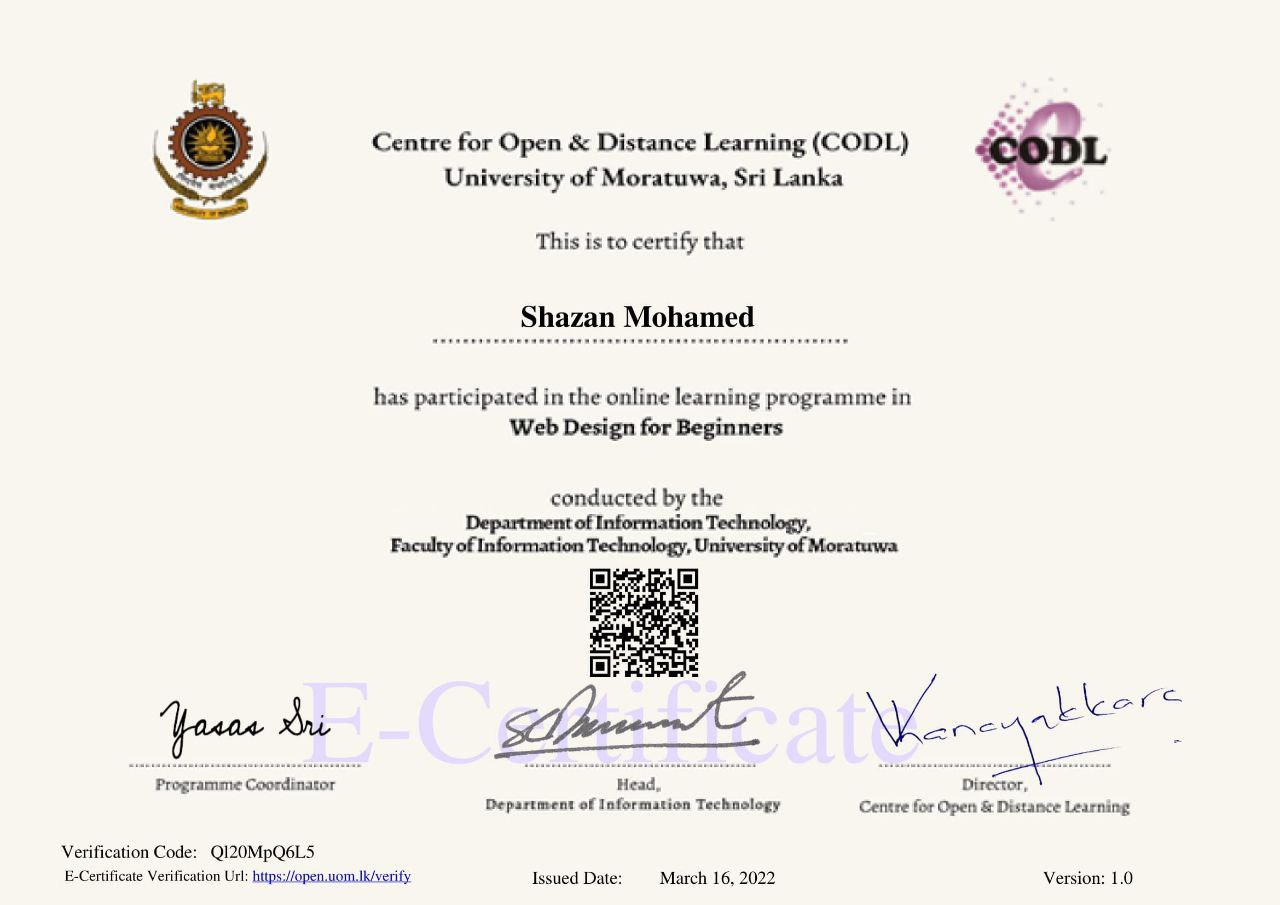 Centre for Open & Distance Learning (CODL)
University of Moratuwa, Sri Lanka
CODL
UNIVERSITY OF MORATUWA
This is to certify that
Shazan Mohamed
has participated in the online learning programme in
Web Design for Beginners
conducted by the
Department of Information Technology,
Faculty of Information Technology, University of Moratuwa
E-Certificate
Yasas Sri
Programme Coordinator
Head,
Department of Information Technology
Director,
Centre for Open & Distance Learning
Verification Code: Ql20MpQ6L5
E-Certificate Verification Url: https://open.uom.lk/verify
Issued Date: March 16, 2022
Version: 1.0